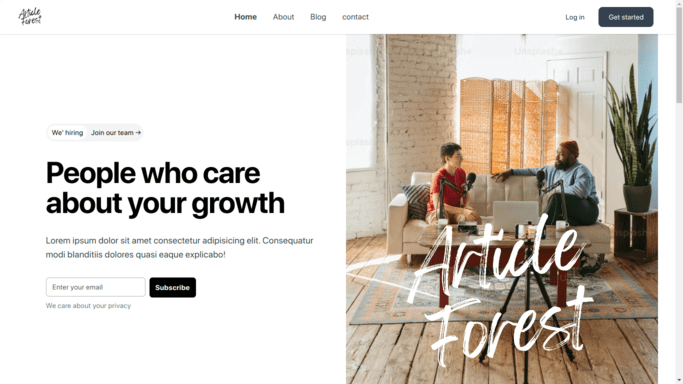 Article
Forest
Home
About
Blog
contact
Log in
Get started
We' hiring
Join our team →
People who care
about your growth
Lorem ipsum dolor sit amet consectetur adipisicing elit. Consequatur
modi blanditiis dolores quasi eaque explicabo!
Enter your email
Subscribe
We care about your privacy
Article
Forest